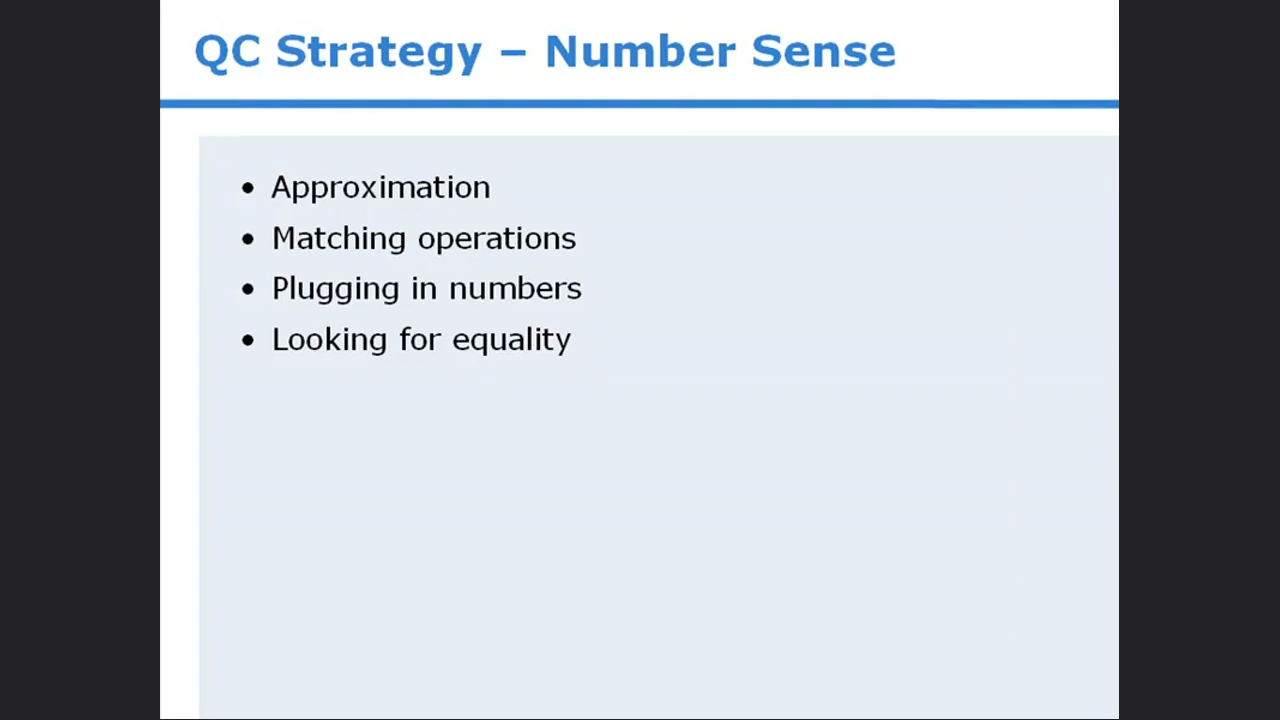 QC Strategy – Number Sense
• Approximation
• Matching operations
• Plugging in numbers
• Looking for equality